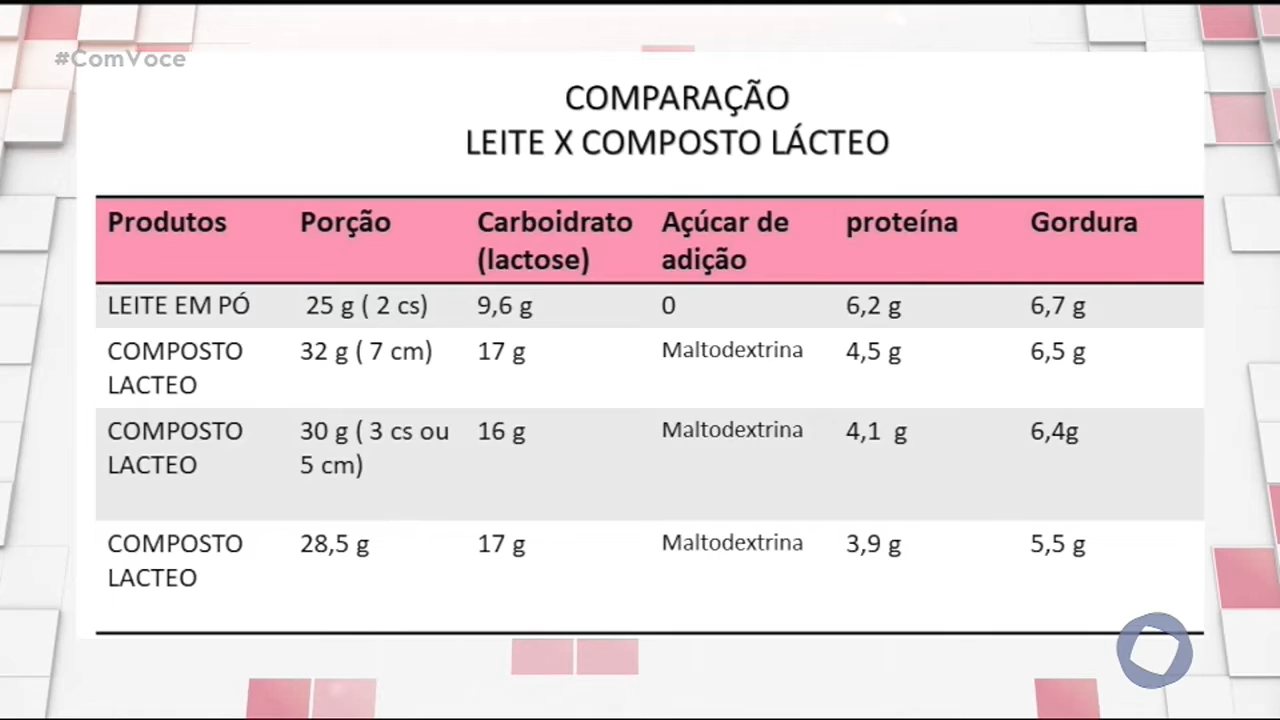 #ComVoce
COMPARAÇÃO
LEITE X COMPOSTO LÁCTEO
Produtos Porção Carboidrato (lactose) Açúcar de adição proteína Gordura
LEITE EM PÓ 25 g ( 2 cs) 9,6 g 0 6,2 g 6,7 g
COMPOSTO LACTEO 32 g ( 7 cm) 17 g Maltodextrina 4,5 g 6,5 g
COMPOSTO LACTEO 30 g ( 3 cs ou 5 cm) 16 g Maltodextrina 4,1 g 6,4g
COMPOSTO LACTEO 28,5 g 17 g Maltodextrina 3,9 g 5,5 g